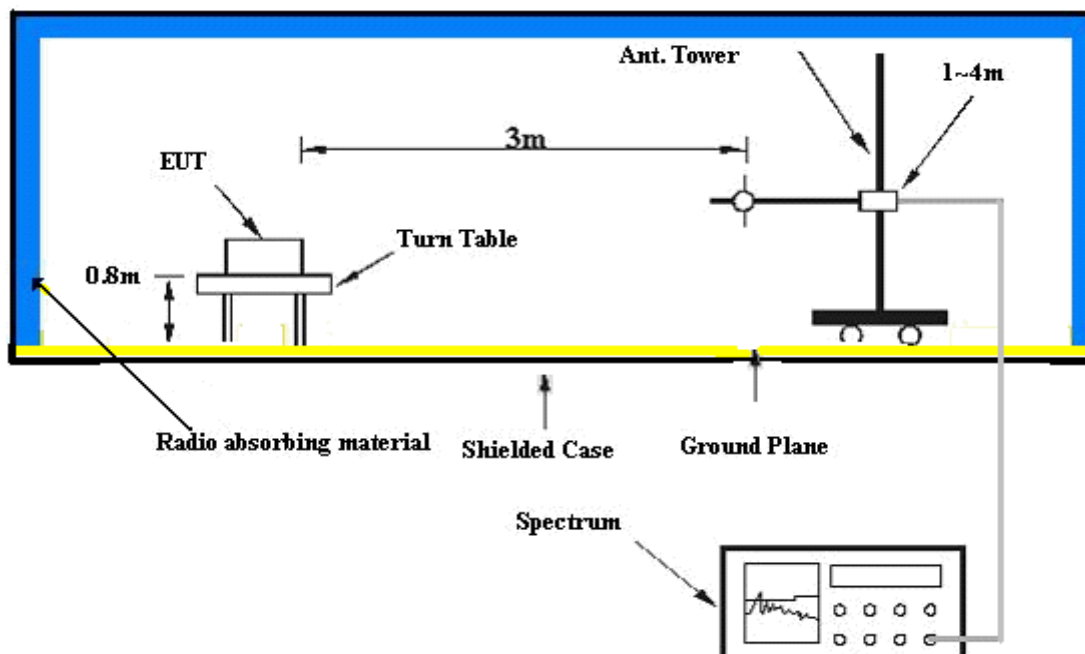 Ant. Tower
1~4m
3m
EUT
Turn Table
0.8m
Radio absorbing material
Shielded Case
Ground Plane
Spectrum